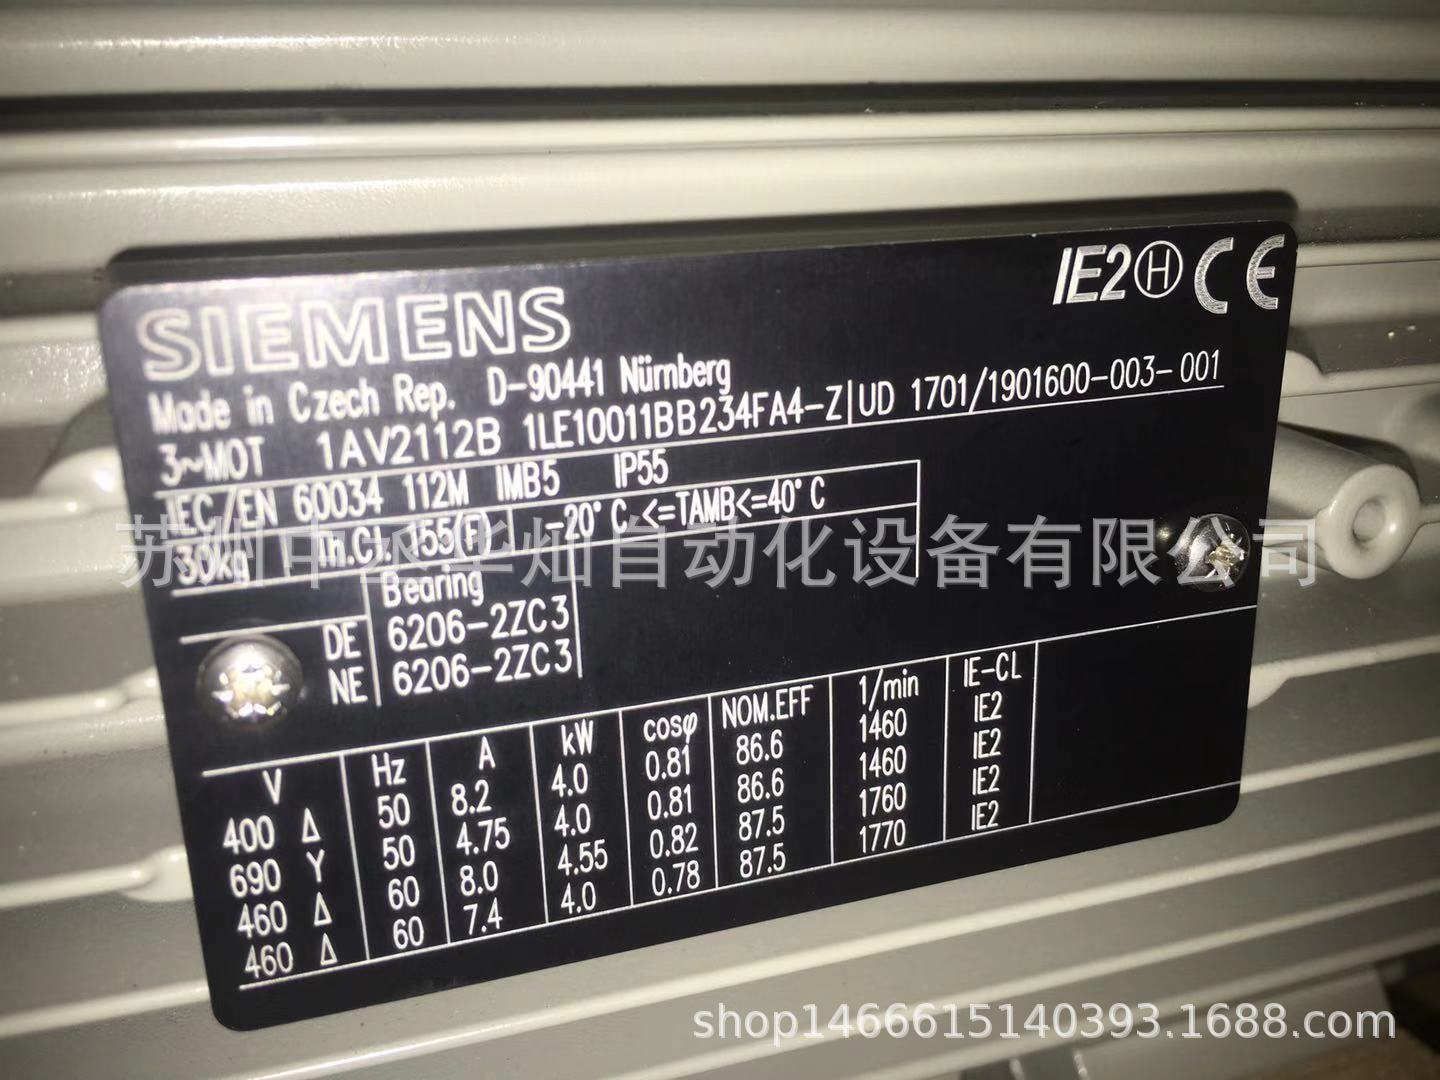 IE2 H CE
SIEMENS
Made in Czech Rep. D-90441 Nürnberg
3~MOT 1AV2112B 1LE10011BB234FA4-Z UD 1701/1901600-003-001
IEC/EN 60034 112M IMB5 IP55
30kg Th.Cl. 155(F) -20°C<=TAMB<=40°C
苏州中丞华灿自动化设备有限公司
Bearing
DE 6206-2ZC3
NE 6206-2ZC3
V Hz A kW cosφ NOM.EFF 1/min IE-CL
400 Δ 50 8.2 4.0 0.81 86.6 1460 IE2
690 Y 50 4.75 4.0 0.81 86.6 1460 IE2
460 Δ 60 8.0 4.55 0.82 87.5 1760 IE2
460 Δ 60 7.4 4.0 0.78 87.5 1770 IE2
shop1466615140393.1688.com